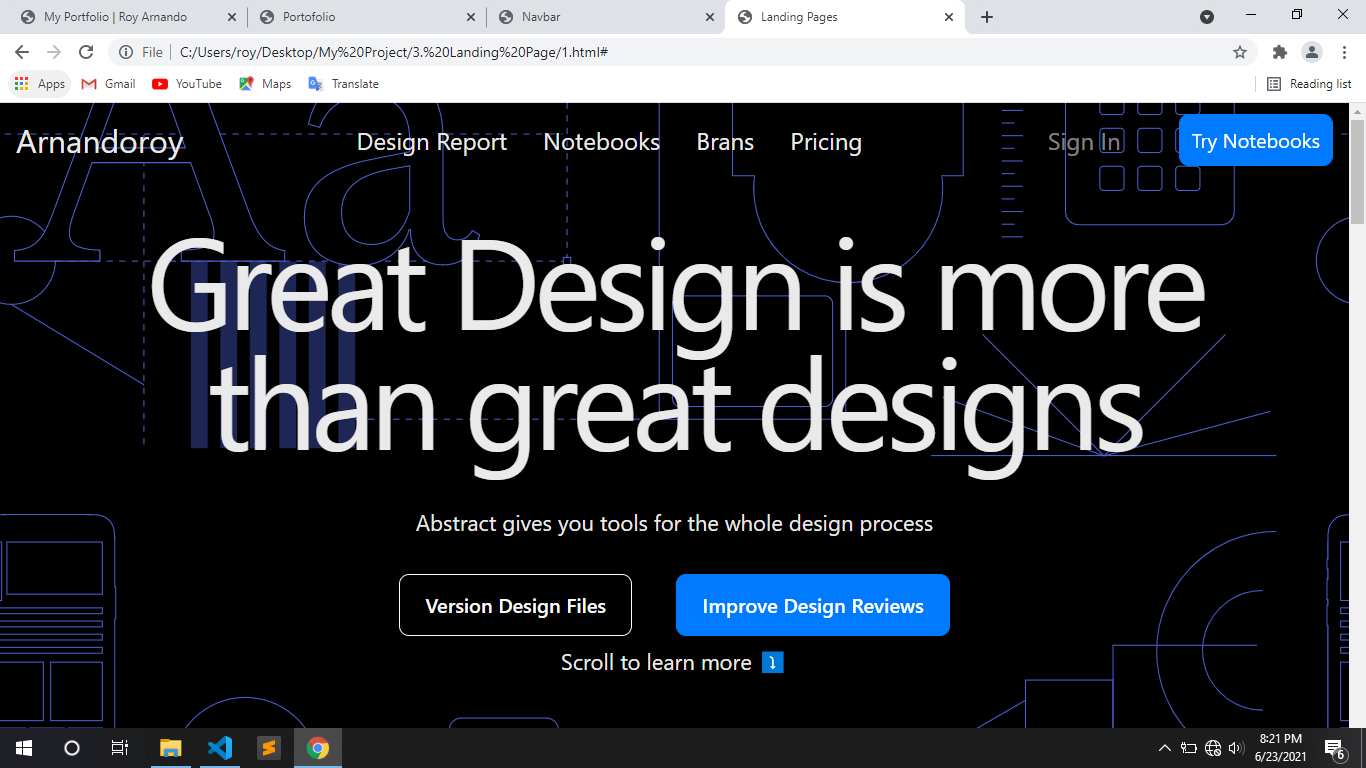 My Portfolio | Roy Arnando
Portofolio
Navbar
Landing Pages
File
C:/Users/roy/Desktop/My%20Project/3.%20Landing%20Page/1.html#
Apps
Gmail
YouTube
Maps
Translate
Reading list
Arnandoroy
Design Report
Notebooks
Brans
Pricing
Sign In
Try Notebooks
Aa
Great Design is more
than great designs
Abstract gives you tools for the whole design process
Version Design Files
Improve Design Reviews
Scroll to learn more
8:21 PM
6/23/2021
6